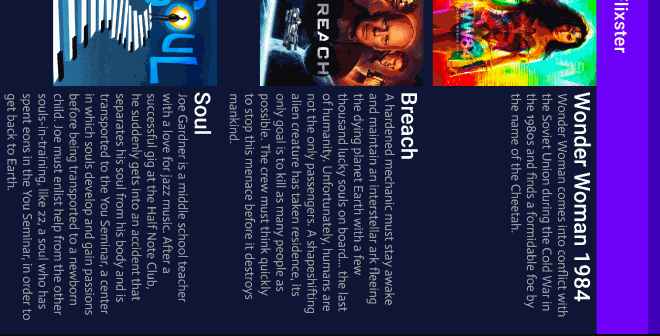 lixster
Wonder Woman 1984
Wonder Woman comes into conflict with
the Soviet Union during the Cold War in
the 1980s and finds a formidable foe by
the name of the Cheetah.
WW84
Breach
A hardened mechanic must stay awake
and maintain an interstellar ark fleeing
the dying planet Earth with a few
thousand lucky souls on board... the last
of humanity. Unfortunately, humans are
not the only passengers. A shapeshifting
alien creature has taken residence, its
only goal is to kill as many people as
possible. The crew must think quickly
to stop this menace before it destroys
mankind.
REACH
Soul
Joe Gardner is a middle school teacher
with a love for jazz music. After a
successful gig at the Half Note Club,
he suddenly gets into an accident that
separates his soul from his body and is
transported to the You Seminar, a center
in which souls develop and gain passions
before being transported to a newborn
child. Joe must enlist help from the other
souls-in-training, like 22, a soul who has
spent eons in the You Seminar, in order to
get back to Earth.
SOUL